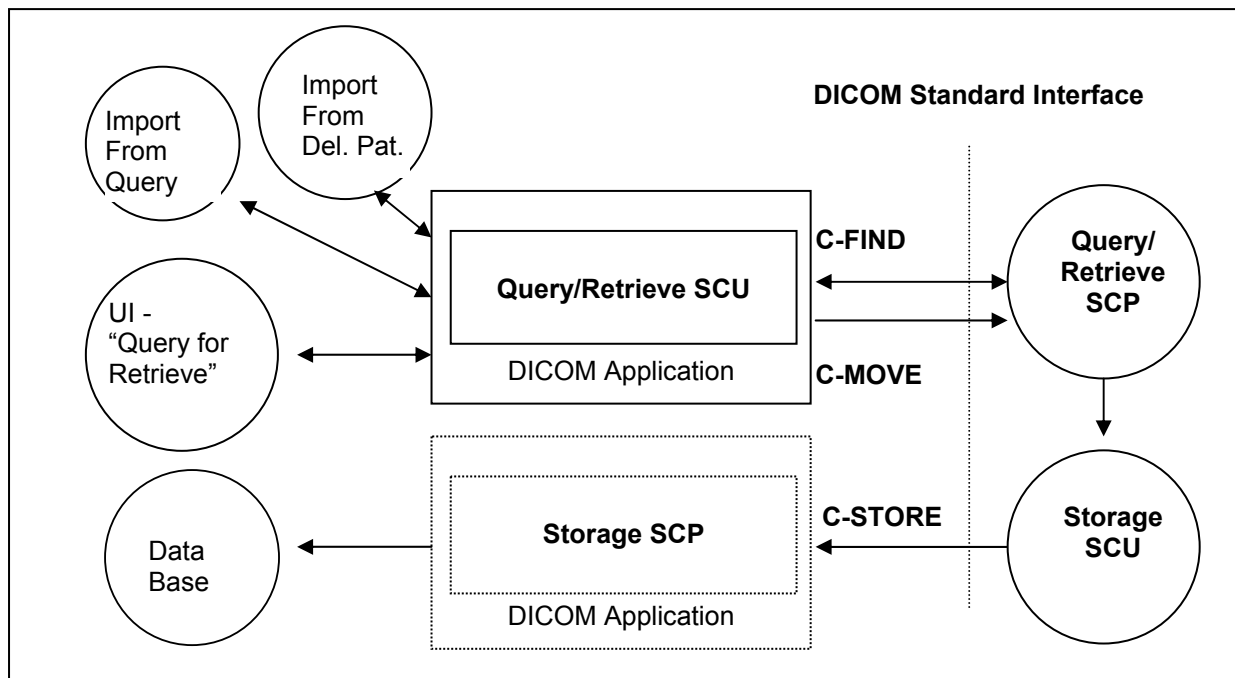 Import
From
Del. Pat.
Import
From
Query
DICOM Standard Interface
C-FIND
Query/
Retrieve
SCP
Query/Retrieve SCU
UI -
“Query for
Retrieve”
DICOM Application
C-MOVE
C-STORE
Storage SCP
Storage
SCU
Data
Base
DICOM Application